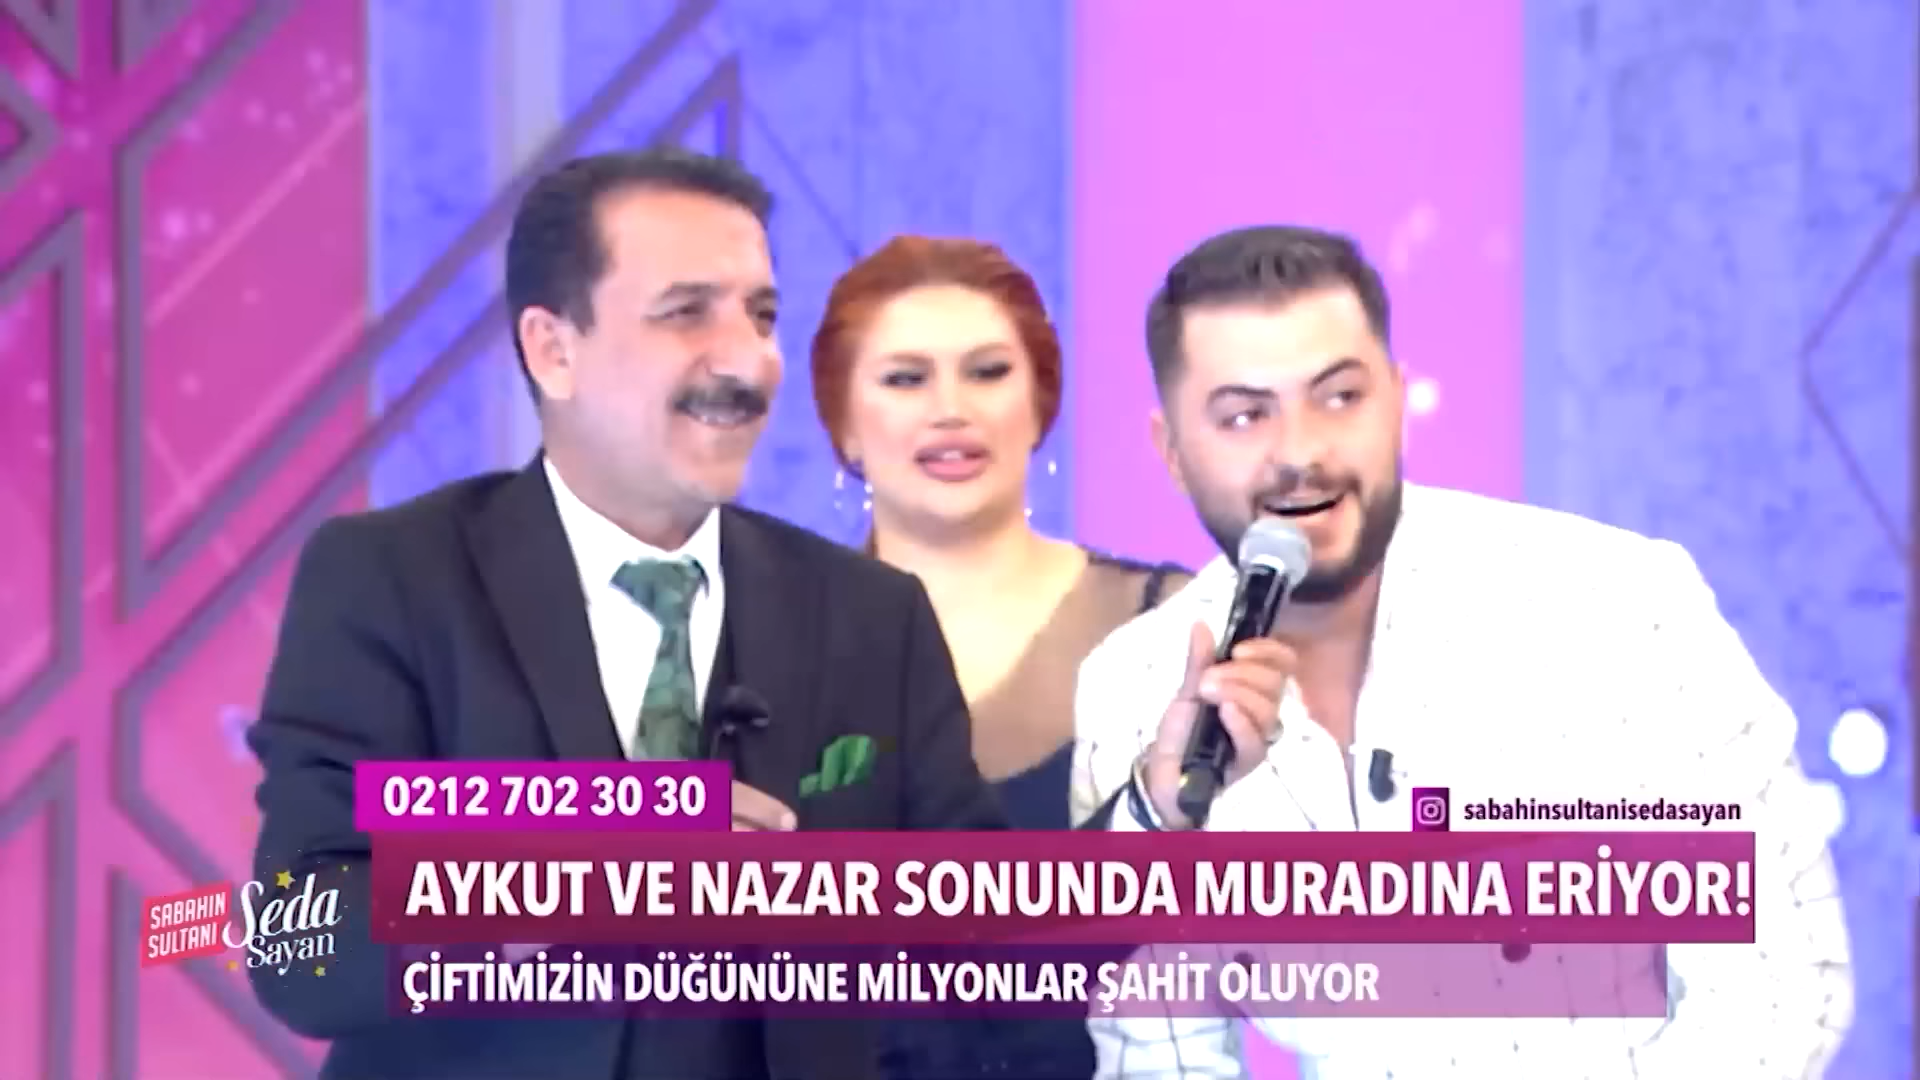 0212 702 30 30
sabahinsultanisedasayan
AYKUT VE NAZAR SONUNDA MURADINA ERİYOR!
SABAHIN
SULTANI
Seda
Sayan
ÇİFTİMİZİN DÜĞÜNÜNE MİLYONLAR ŞAHİT OLUYOR